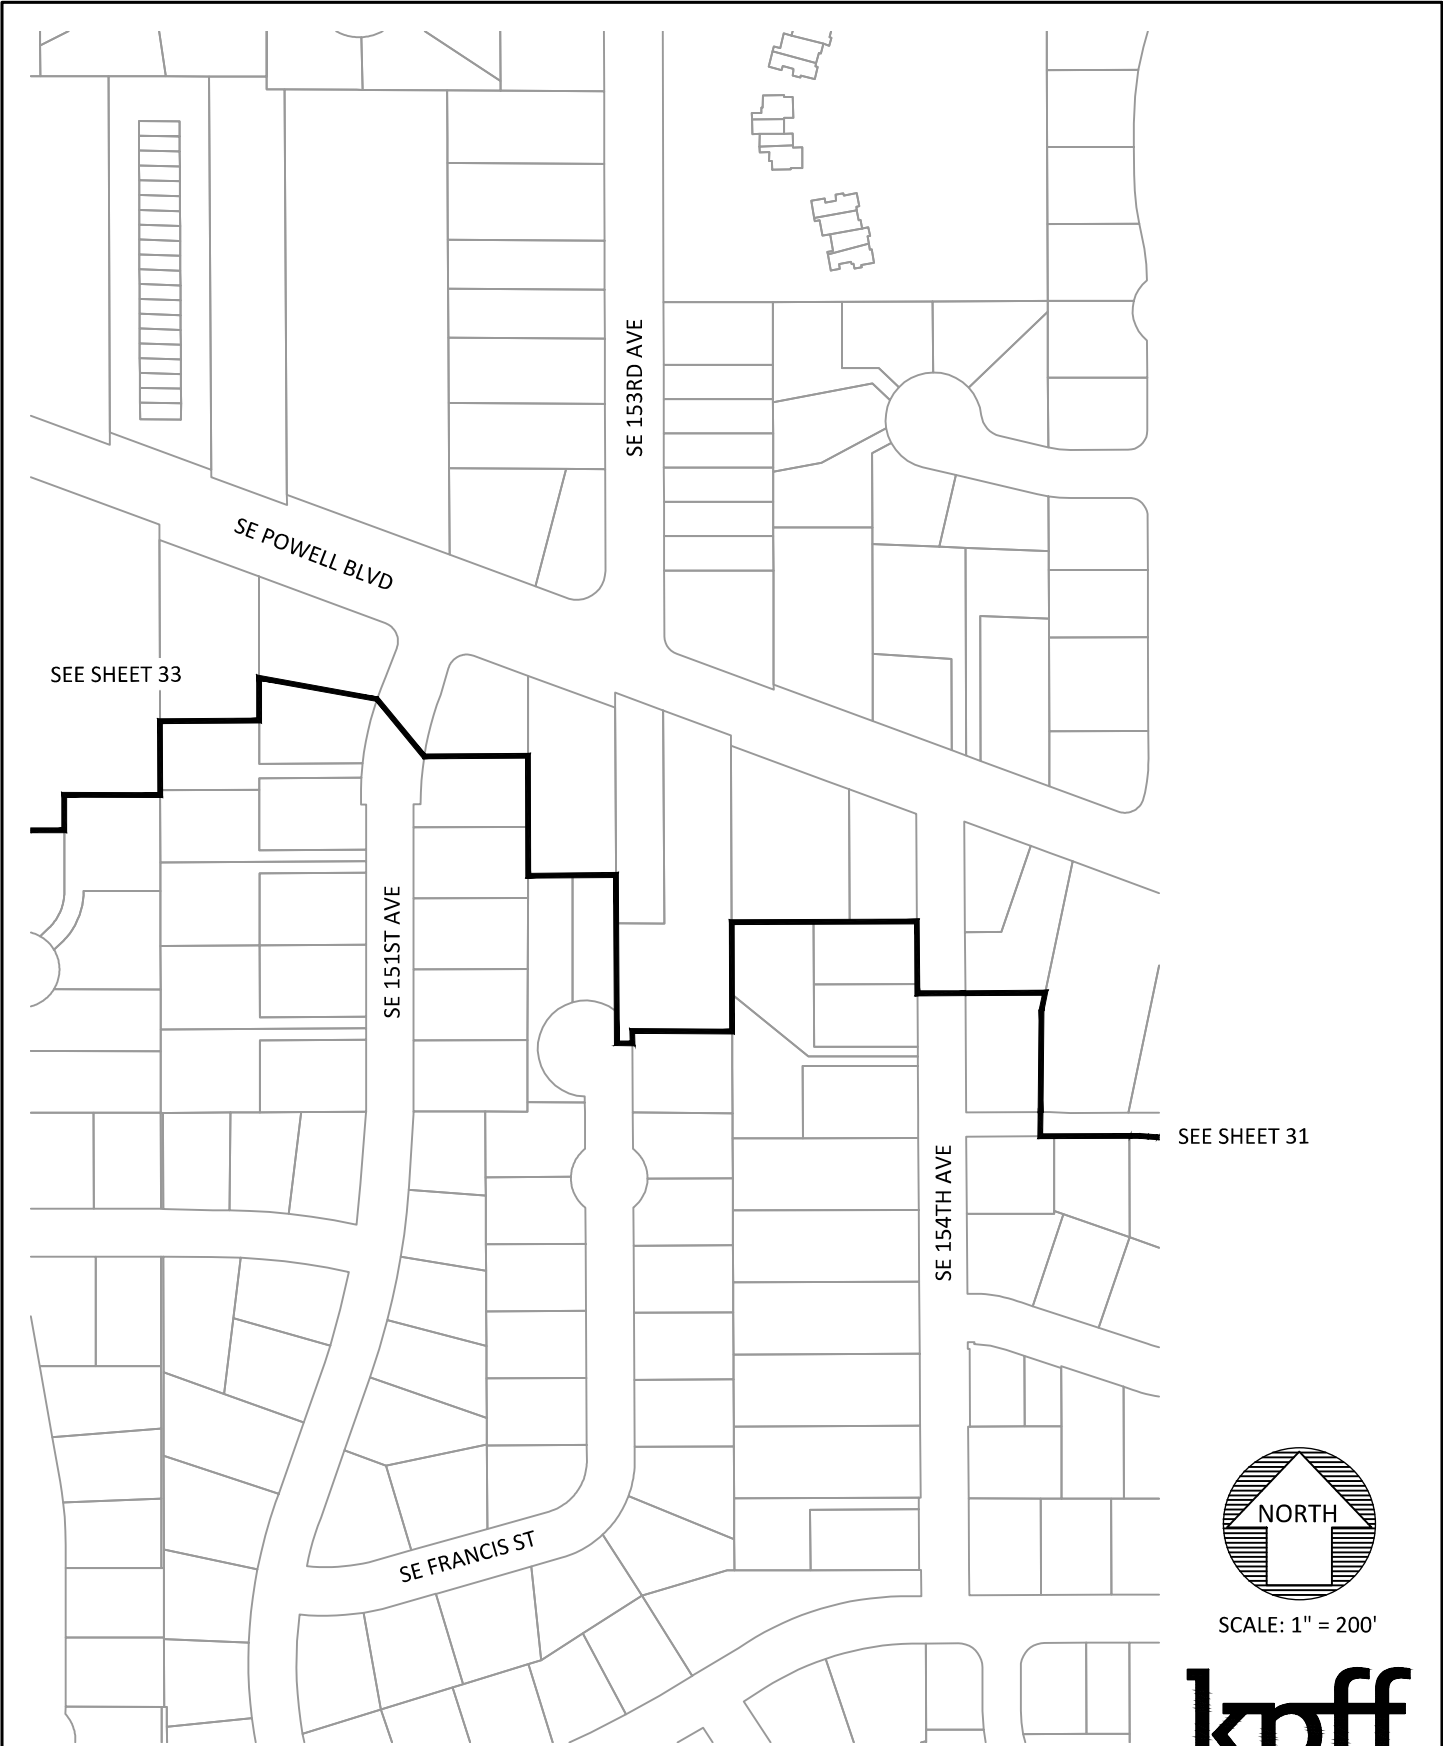 SE 153RD AVE
SE POWELL BLVD
SEE SHEET 33
SE 151ST AVE
SEE SHEET 31
SE 154TH AVE
NORTH
SE FRANCIS ST
SCALE: 1" = 200'
kpff